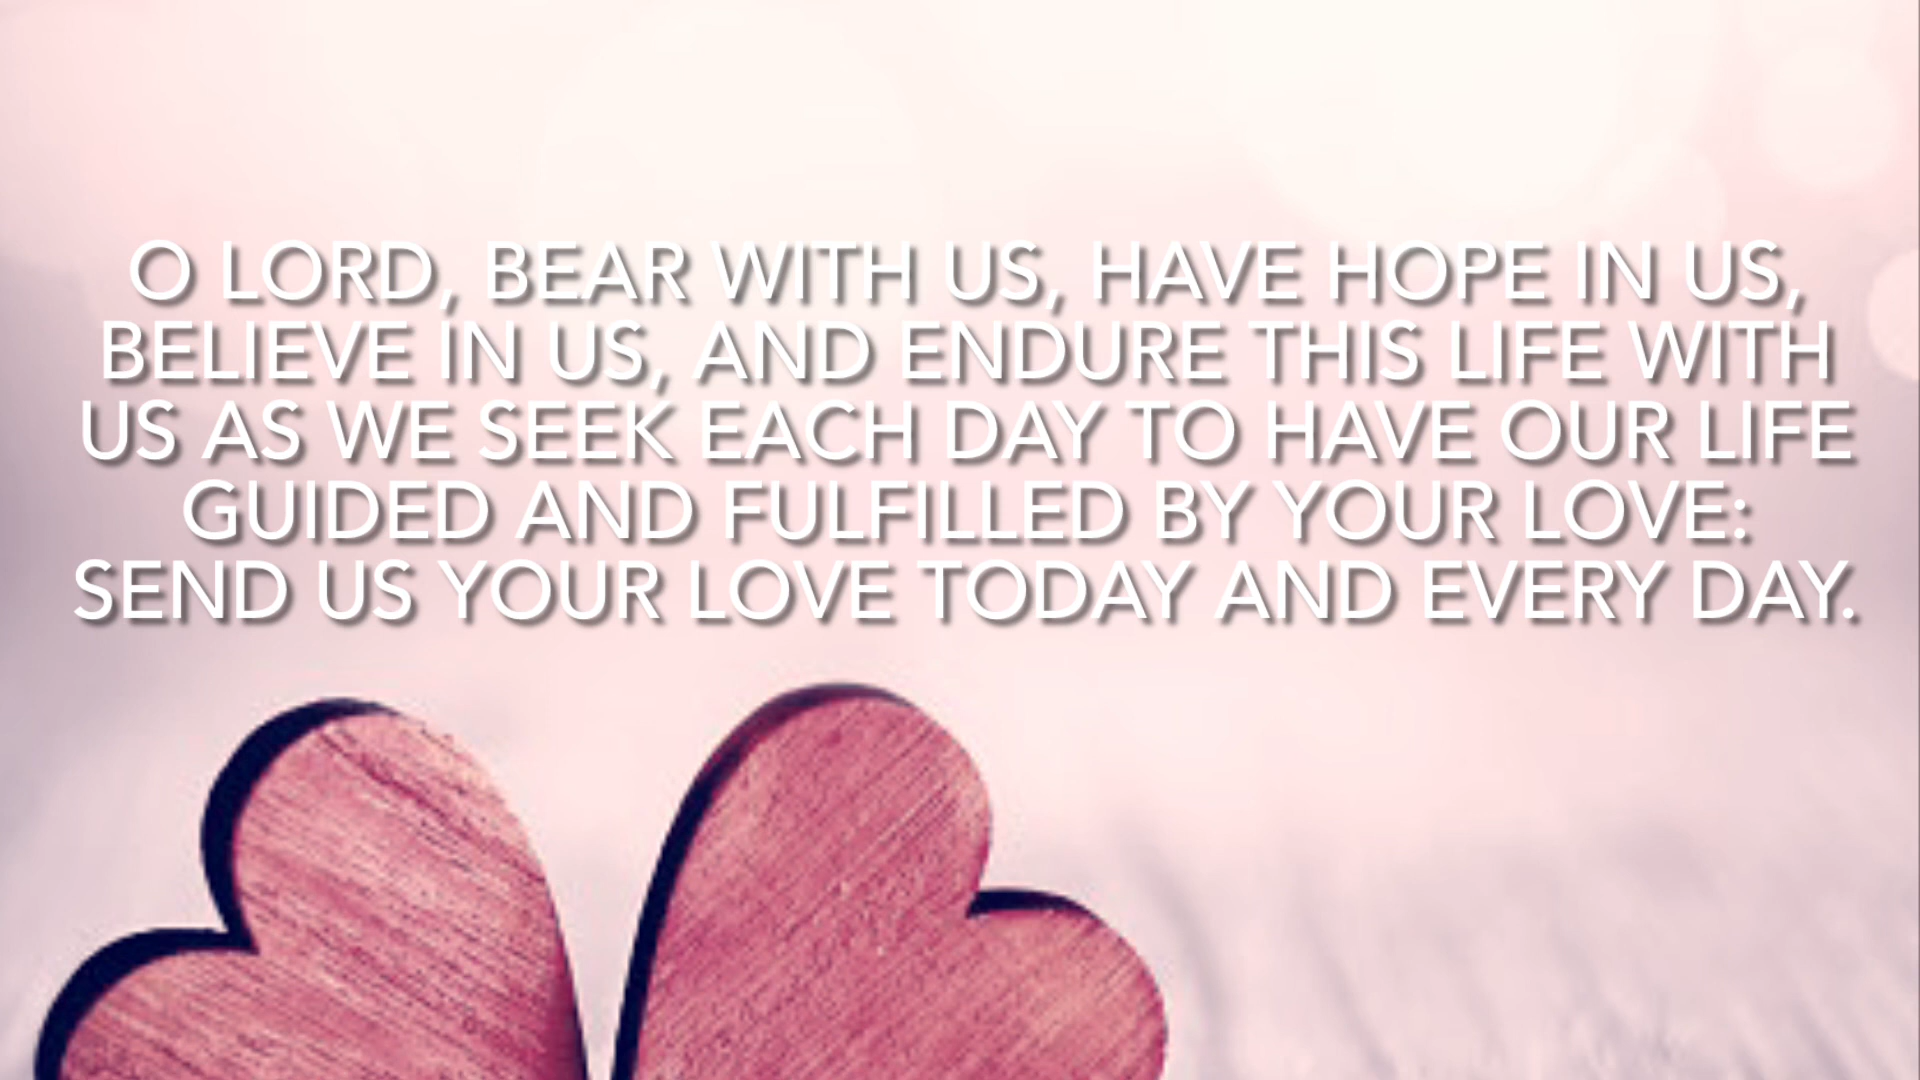 O LORD, BEAR WITH US, HAVE HOPE IN US,
BELIEVE IN US, AND ENDURE THIS LIFE WITH
US AS WE SEEK EACH DAY TO HAVE OUR LIFE
GUIDED AND FULFILLED BY YOUR LOVE:
SEND US YOUR LOVE TODAY AND EVERY DAY.